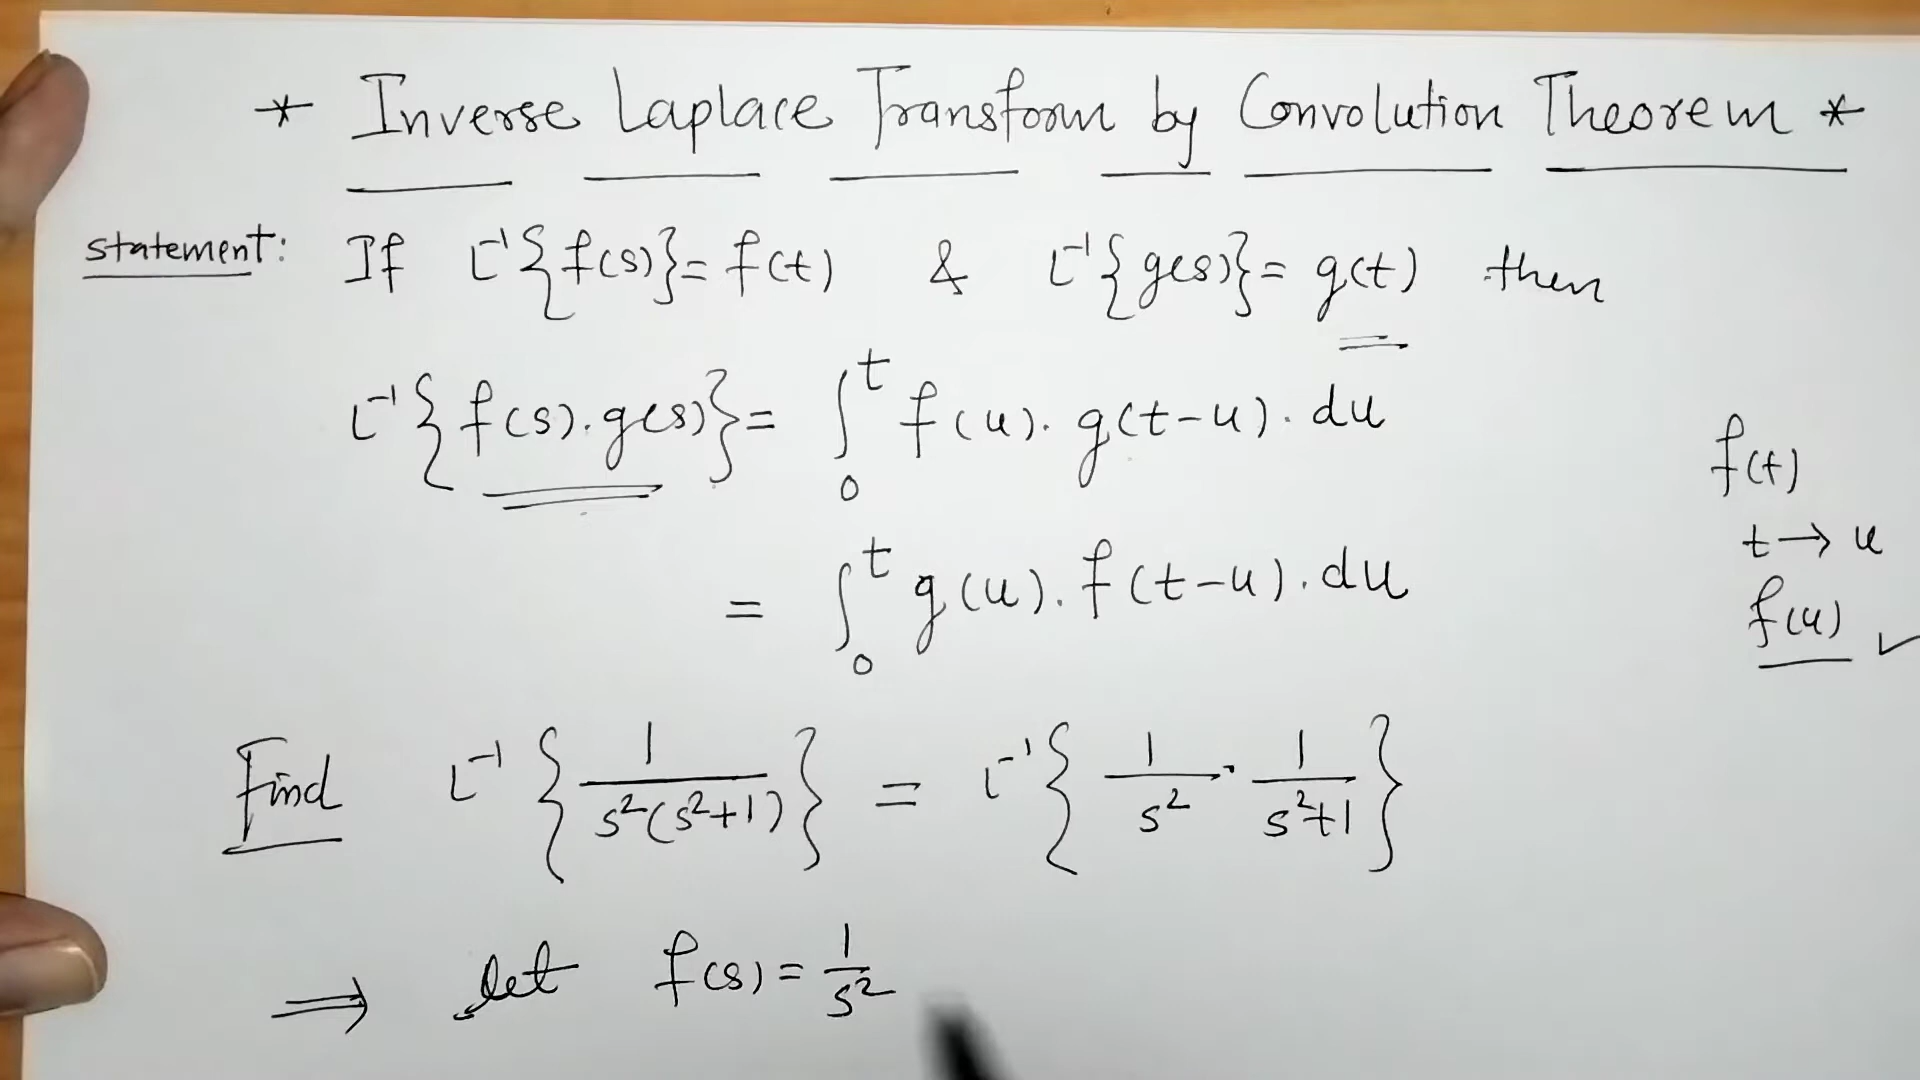 * Inverse Laplace Transform by Convolution Theorem *
Statement: If L⁻¹{f(s)} = f(t) & L⁻¹{g(s)} = g(t) then
L⁻¹{f(s).g(s)} = ∫₀ᵗ f(u). g(t-u). du
= ∫₀ᵗ g(u). f(t-u). du
f(t)
t → u
f(u) ✓
Find L⁻¹{1/(s²(s²+1))} = L⁻¹{1/s² · 1/(s²+1)}
⇒ let f(s) = 1/s²